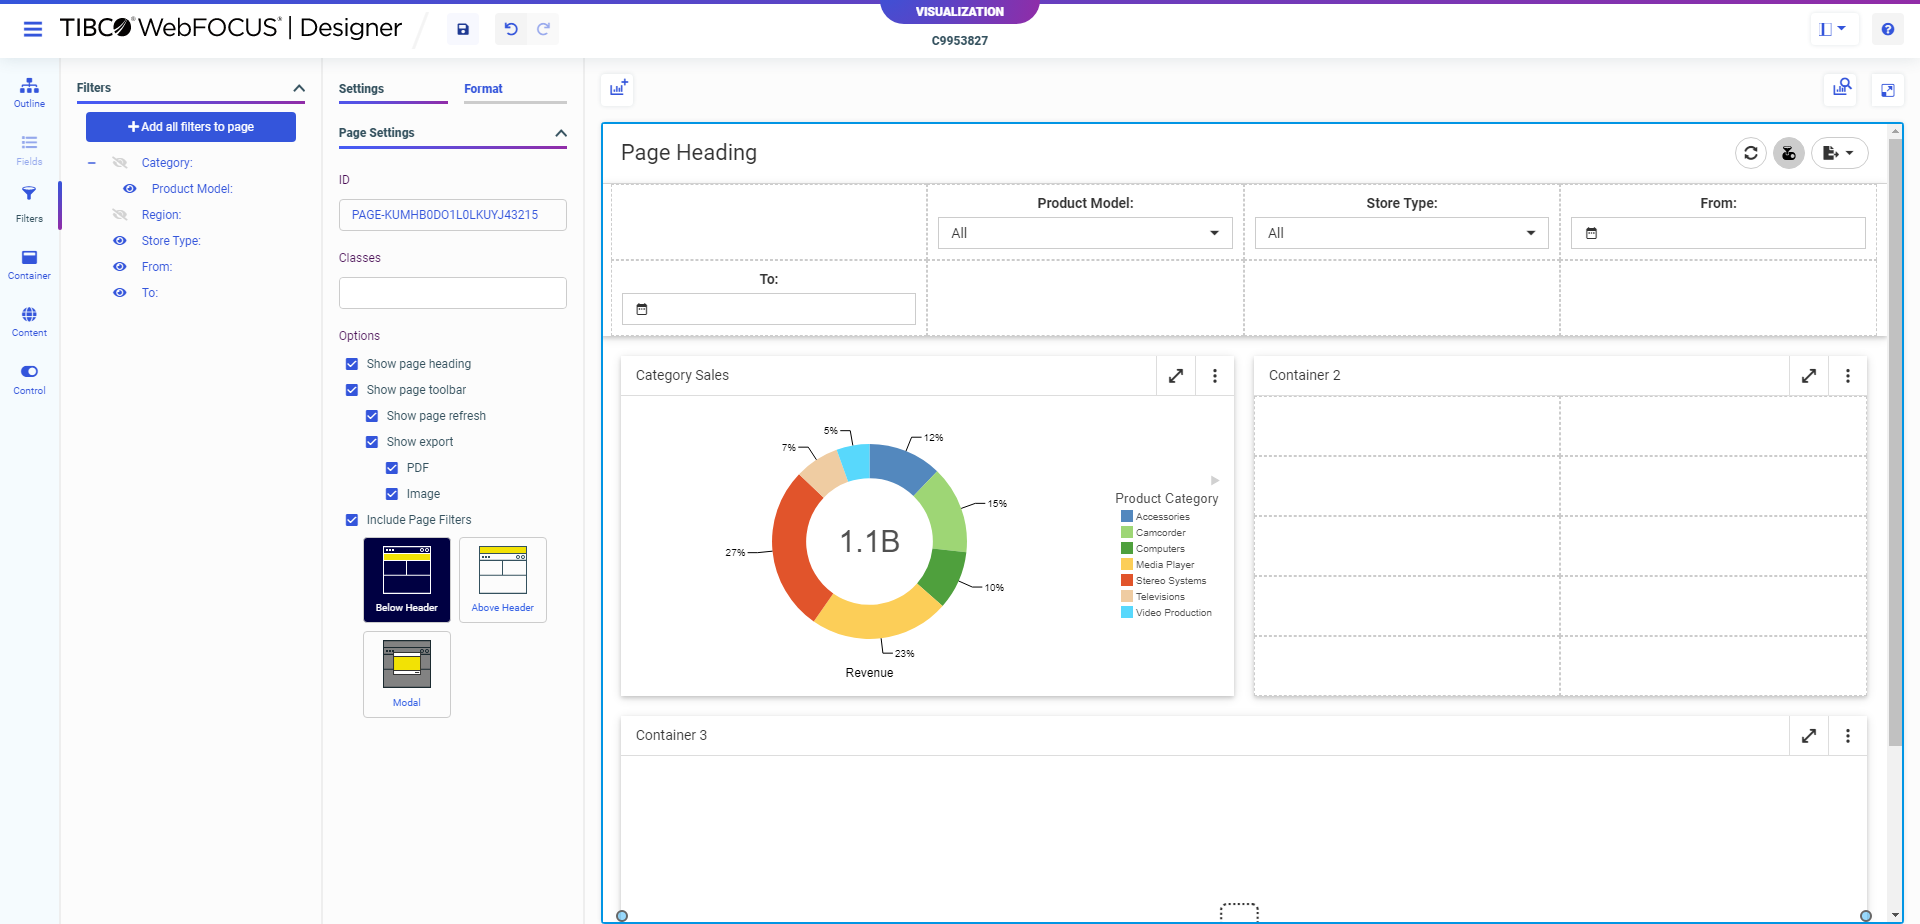 VISUALIZATION
TIBCO® WebFOCUS® | Designer
C9953827
Outline
Fields
Filters
Container
Content
Control
Filters
Add all filters to page
Category:
Product Model:
Region:
Store Type:
From:
To:
Settings
Format
Page Settings
ID
PAGE-KUMHB0DO1L0LKUYJ43215
Classes
Options
Show page heading
Show page toolbar
Show page refresh
Show export
PDF
Image
Include Page Filters
Below Header
Above Header
Modal
Page Heading
Product Model:
Store Type:
From:
All
All
To:
Category Sales
5%
12%
7%
15%
27%
1.1B
10%
23%
Revenue
Product Category
Accessories
Camcorder
Computers
Media Player
Stereo Systems
Televisions
Video Production
Container 2
Container 3